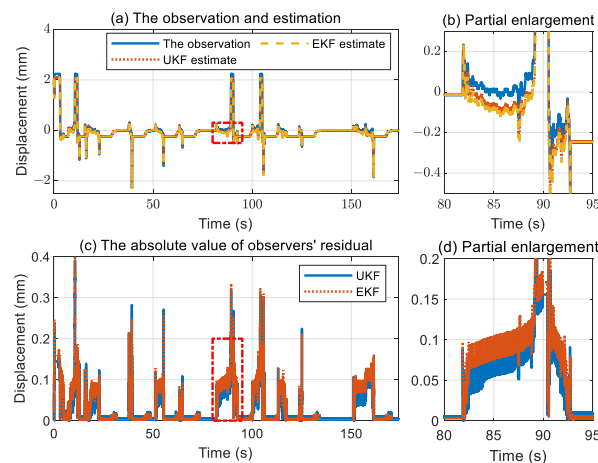 (a) The observation and estimation
(b) Partial enlargement
The observation
EKF estimate
UKF estimate
Displacement (mm)
4
2
0
−2
0
50
100
150
Time (s)
0.2
0
-0.2
-0.4
80
85
90
95
Time (s)
(c) The absolute value of observers' residual
(d) Partial enlargement
UKF
EKF
Displacement (mm)
0.4
0.3
0.2
0.1
0
0
50
100
150
Time (s)
0.2
0.15
0.1
0.05
0
80
85
90
95
Time (s)